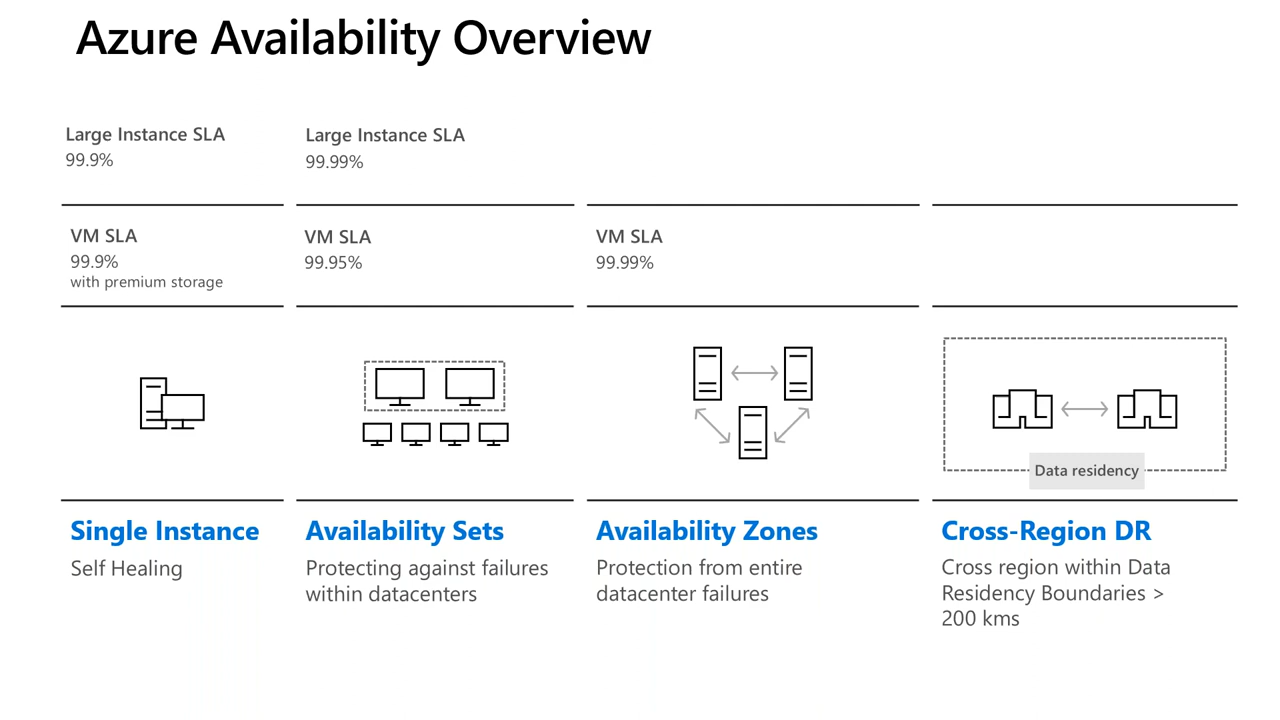 Azure Availability Overview
Large Instance SLA
99.9%
Large Instance SLA
99.99%
VM SLA
99.9%
with premium storage
VM SLA
99.95%
VM SLA
99.99%
Data residency
Single Instance
Self Healing
Availability Sets
Protecting against failures
within datacenters
Availability Zones
Protection from entire
datacenter failures
Cross-Region DR
Cross region within Data
Residency Boundaries >
200 kms